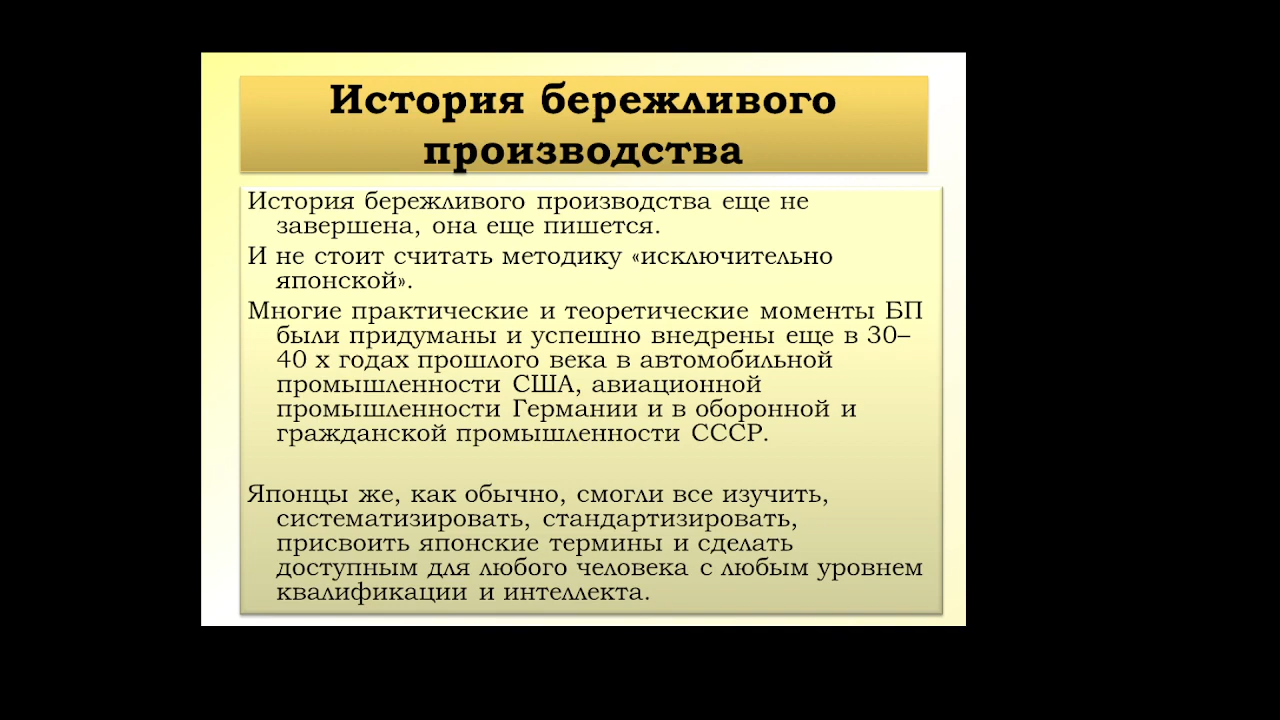 История бережливого
производства
История бережливого производства еще не
завершена, она еще пишется.
И не стоит считать методику «исключительно
японской».
Многие практические и теоретические моменты БП
были придуманы и успешно внедрены еще в 30–
40 х годах прошлого века в автомобильной
промышленности США, авиационной
промышленности Германии и в оборонной и
гражданской промышленности СССР.
Японцы же, как обычно, смогли все изучить,
систематизировать, стандартизировать,
присвоить японские термины и сделать
доступным для любого человека с любым уровнем
квалификации и интеллекта.